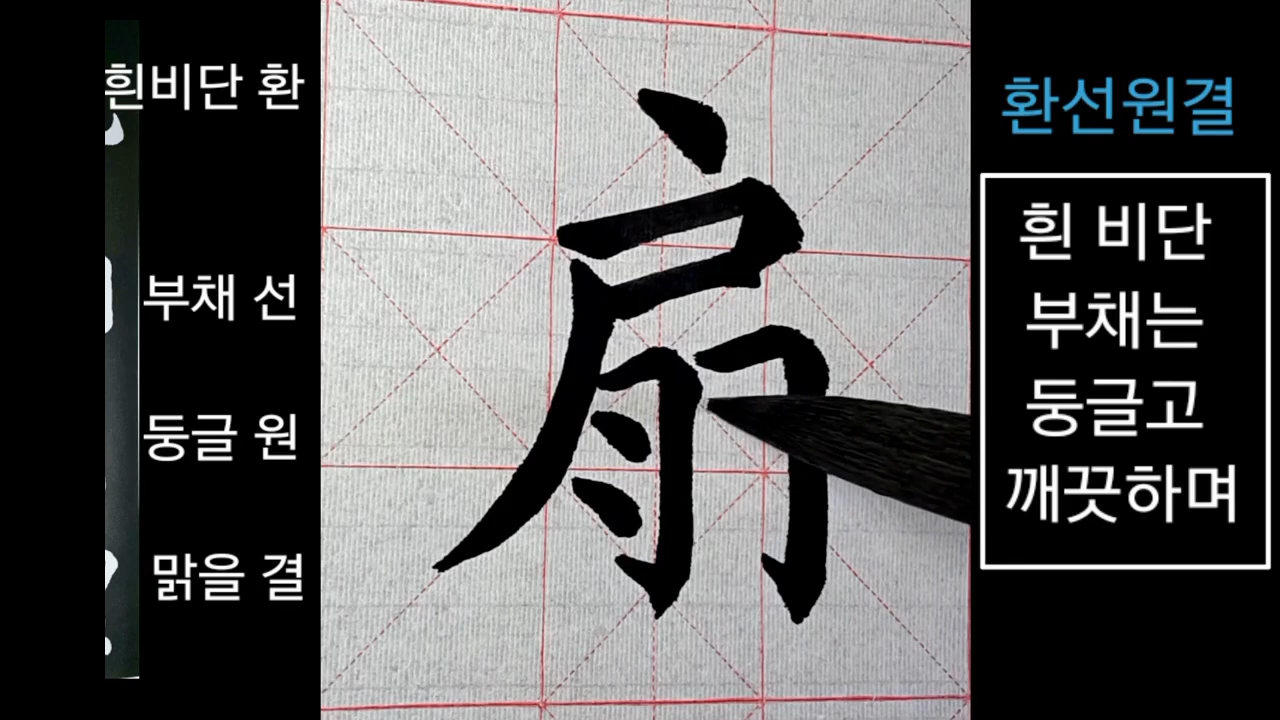 흰비단 환
부채 선
둥글 원
맑을 결
扇
환선원결
흰 비단
부채는
둥글고
깨끗하며